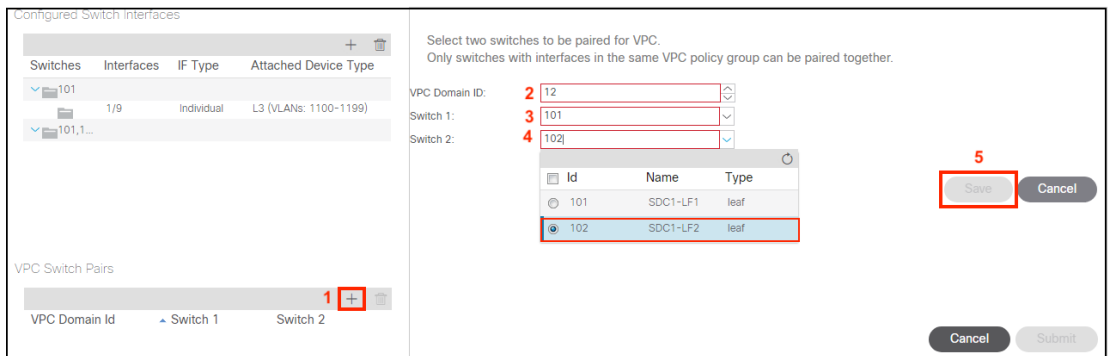 Configured Switch Interfaces
Switches Interfaces IF Type Attached Device Type
101
1/9 Individual L3 (VLANs: 1100-1199)
101,1...
VPC Switch Pairs
1 +
VPC Domain Id Switch 1 Switch 2
Select two switches to be paired for VPC.
Only switches with interfaces in the same VPC policy group can be paired together.
VPC Domain ID: 2 12
Switch 1: 3 101
Switch 2: 4 102
Id Name Type
101 SDC1-LF1 leaf
102 SDC1-LF2 leaf
5
Save Cancel
Cancel Submit